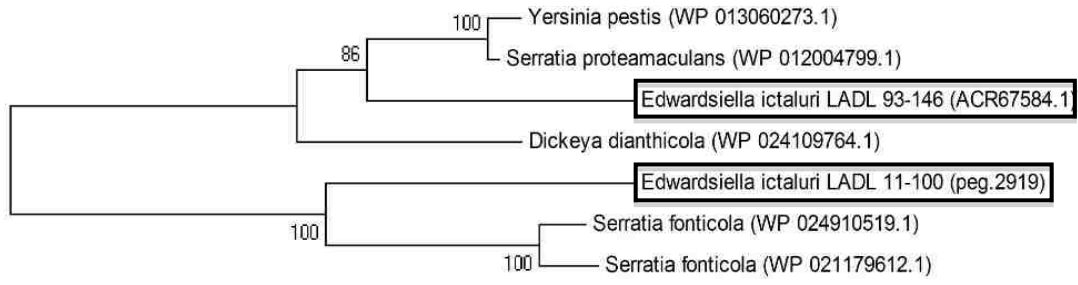 100
Yersinia pestis (WP 013060273.1)
86
Serratia proteamaculans (WP 012004799.1)
Edwardsiella ictaluri LADL 93-146 (ACR67584.1)
Dickeya dianthicola (WP 024109764.1)
Edwardsiella ictaluri LADL 11-100 (peg.2919)
100
Serratia fonticola (WP 024910519.1)
100
Serratia fonticola (WP 021179612.1)